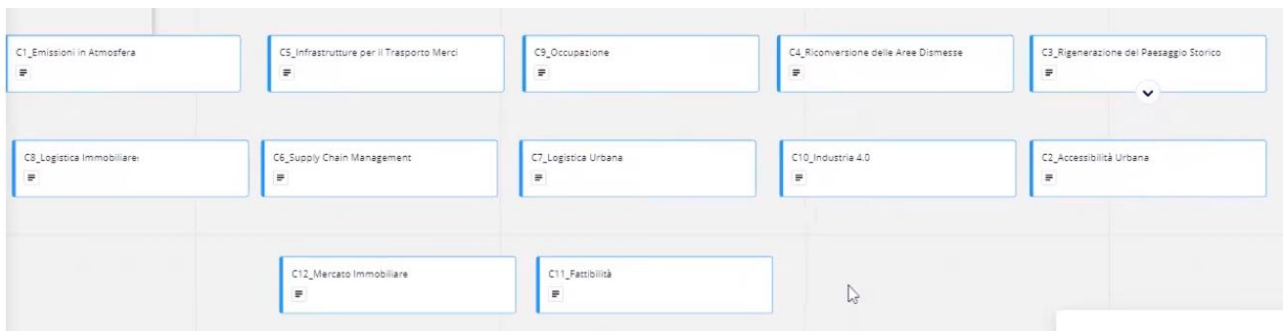 C1_Emissioni in Atmosfera
C5_Infrastrutture per il Trasporto Merci
C9_Occupazione
C4_Riconversione delle Aree Dismesse
C3_Rigenerazione del Paesaggio Storico
C8_Logistica Immobiliare
C6_Supply Chain Management
C7_Logistica Urbana
C10_Industria 4.0
C2_Accessibilità Urbana
C12_Mercato Immobiliare
C11_Fattibilità